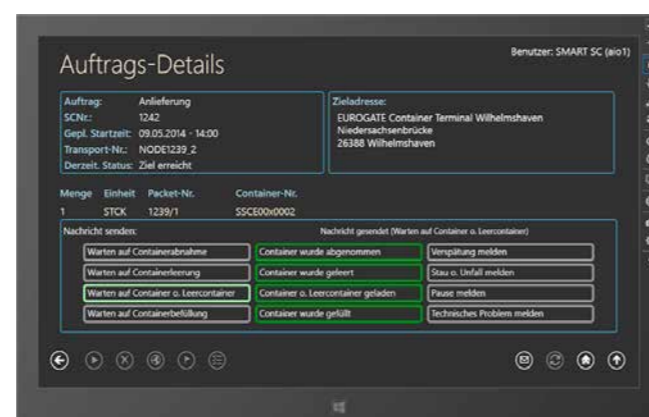 Auftrags-Details
Benutzer: SMART SC (aio1)
Auftrag: Anlieferung
SCNr.: 1242
Gepl. Startzeit: 09.05.2014 - 14:00
Transport-Nr.: NODE1239_2
Derzeit. Status: Ziel erreicht
Zieladresse:
EUROGATE Container Terminal Wilhelmshaven
Niedersachsenbrücke
26388 Wilhelmshaven
Menge Einheit Packet-Nr. Container-Nr.
1 STCK 1239/1 SSCE00x0002
Nachricht senden: Nachricht gesendet (Warten auf Container o. Leercontainer)
Warten auf Containerabnahme Container wurde abgenommen Verspätung melden
Warten auf Containerleerung Container wurde geleert Stau o. Unfall melden
Warten auf Container o. Leercontainer Container o. Leercontainer geladen Pause melden
Warten auf Containerbefüllung Container wurde gefüllt Technisches Problem melden